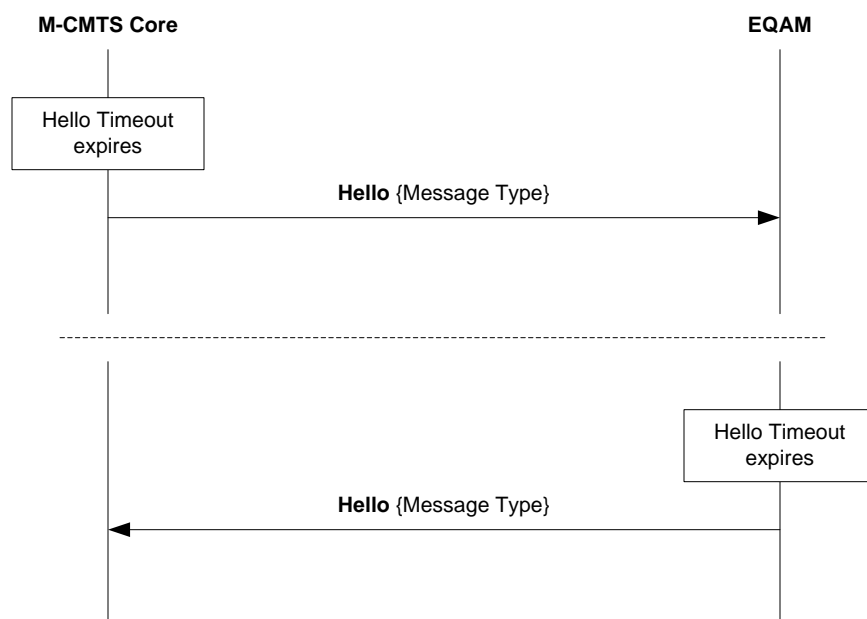 M-CMTS Core
EQAM
Hello Timeout
expires
Hello {Message Type}
Hello Timeout
expires
Hello {Message Type}